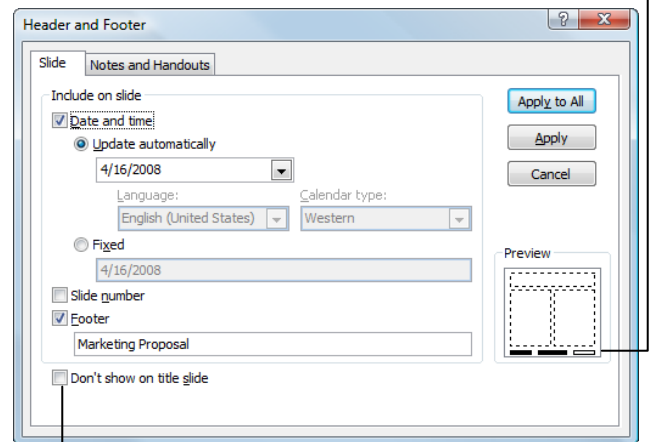 Header and Footer
Slide Notes and Handouts
Include on slide
Date and time
Update automatically
4/16/2008
Language: Calendar type:
English (United States) Western
Fixed
4/16/2008
Slide number
Footer
Marketing Proposal
Don't show on title slide
Apply to All
Apply
Cancel
Preview